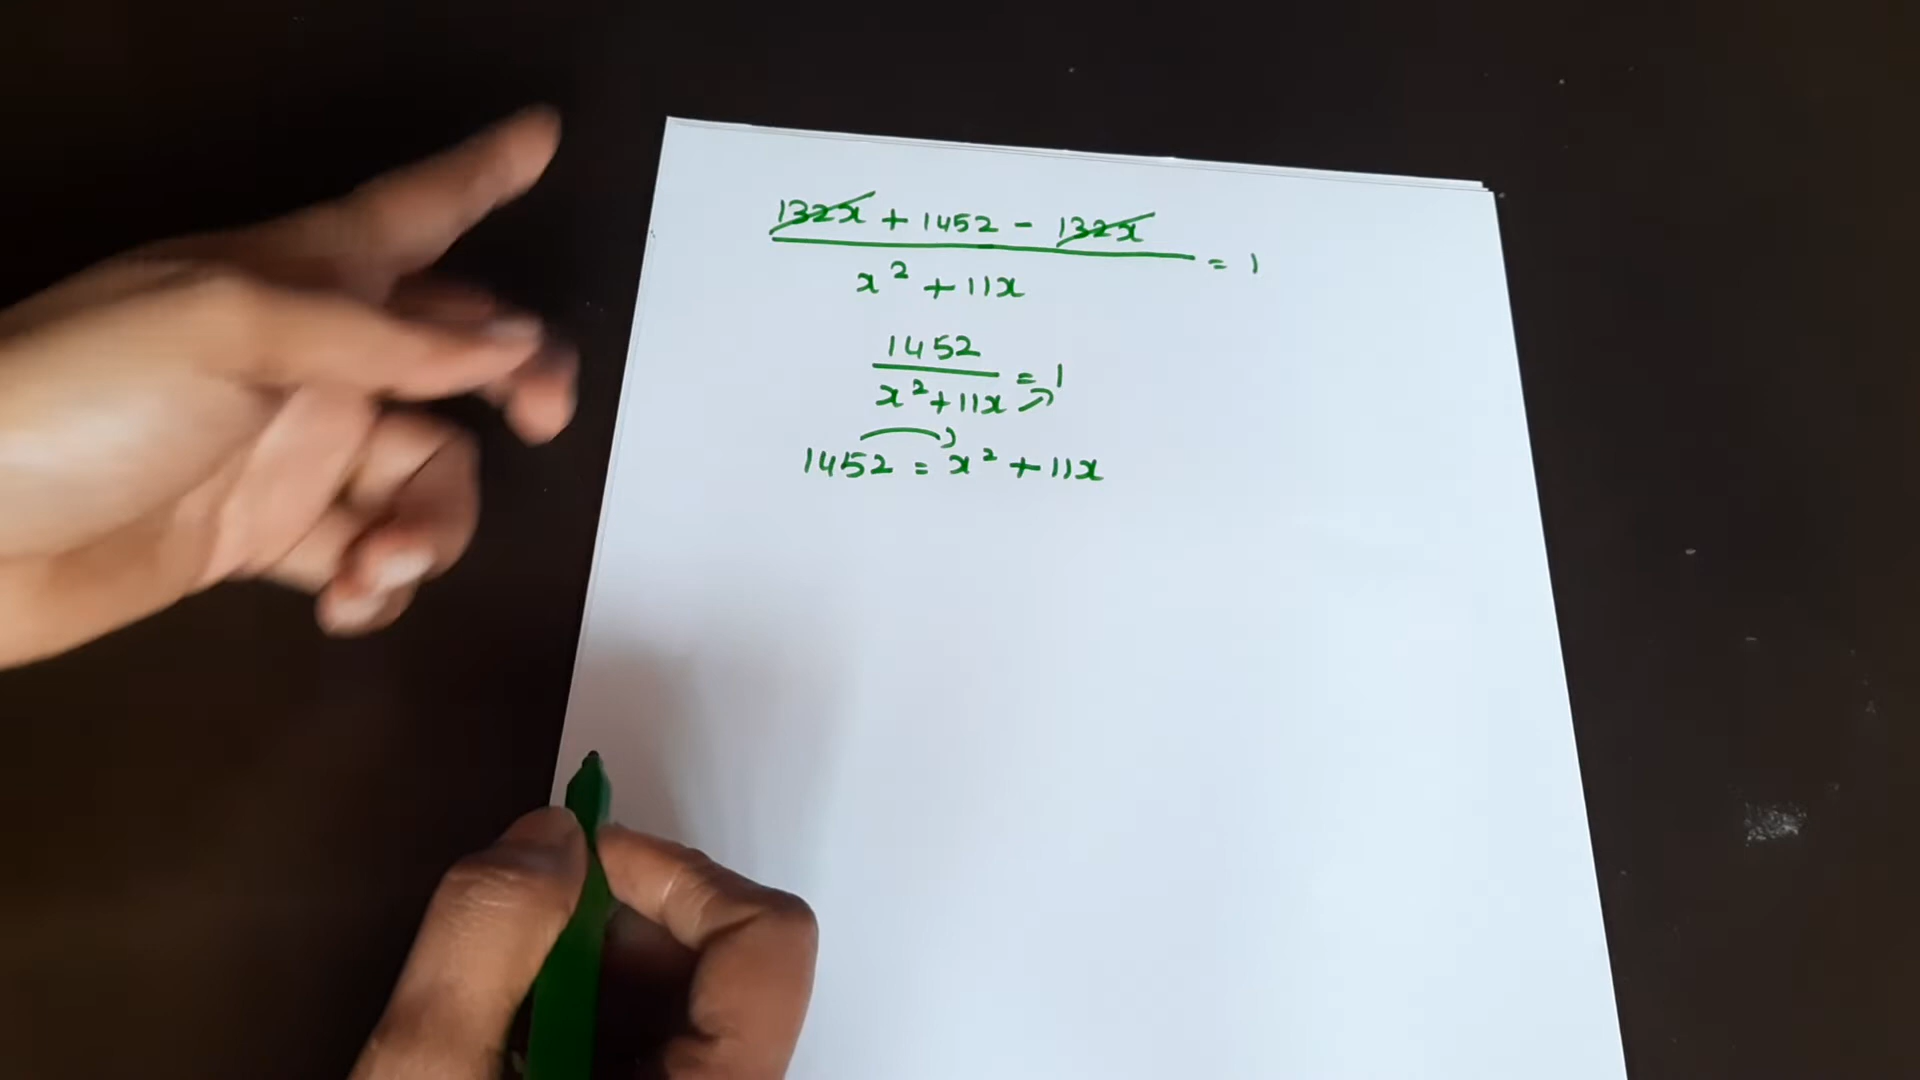 132x + 1452 - 132x
= 1
x² + 11x
1452
= 1
x² + 11x
1452 = x² + 11x